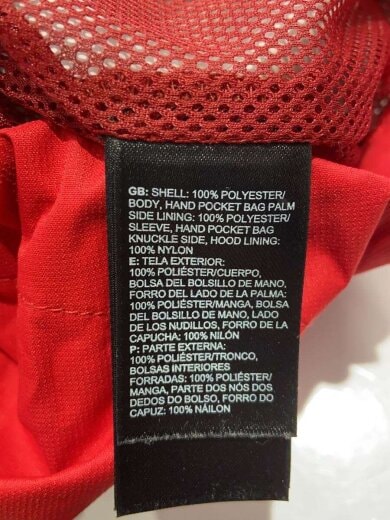 GB: SHELL: 100% POLYESTER/
BODY, HAND POCKET BAG PALM
SIDE LINING: 100% POLYESTER/
SLEEVE, HAND POCKET BAG
KNUCKLE SIDE, HOOD LINING:
100% NYLON
E: TELA EXTERIOR:
100% POLIÉSTER/CUERPO,
BOLSA DEL BOLSILLO DE MANO,
FORRO DEL LADO DE LA PALMA:
100% POLIÉSTER/MANGA, BOLSA
DEL BOLSILLO DE MANO, LADO
DE LOS NUDILLOS, FORRO DE LA
CAPUCHA: 100% NILÓN
P: PARTE EXTERNA:
100% POLIÉSTER/TRONCO,
BOLSAS INTERIORES
FORRADAS: 100% POLIÉSTER/
MANGA, PARTE DOS NÓS DOS
DEDOS DO BOLSO, FORRO DO
CAPUZ: 100% NÁILON